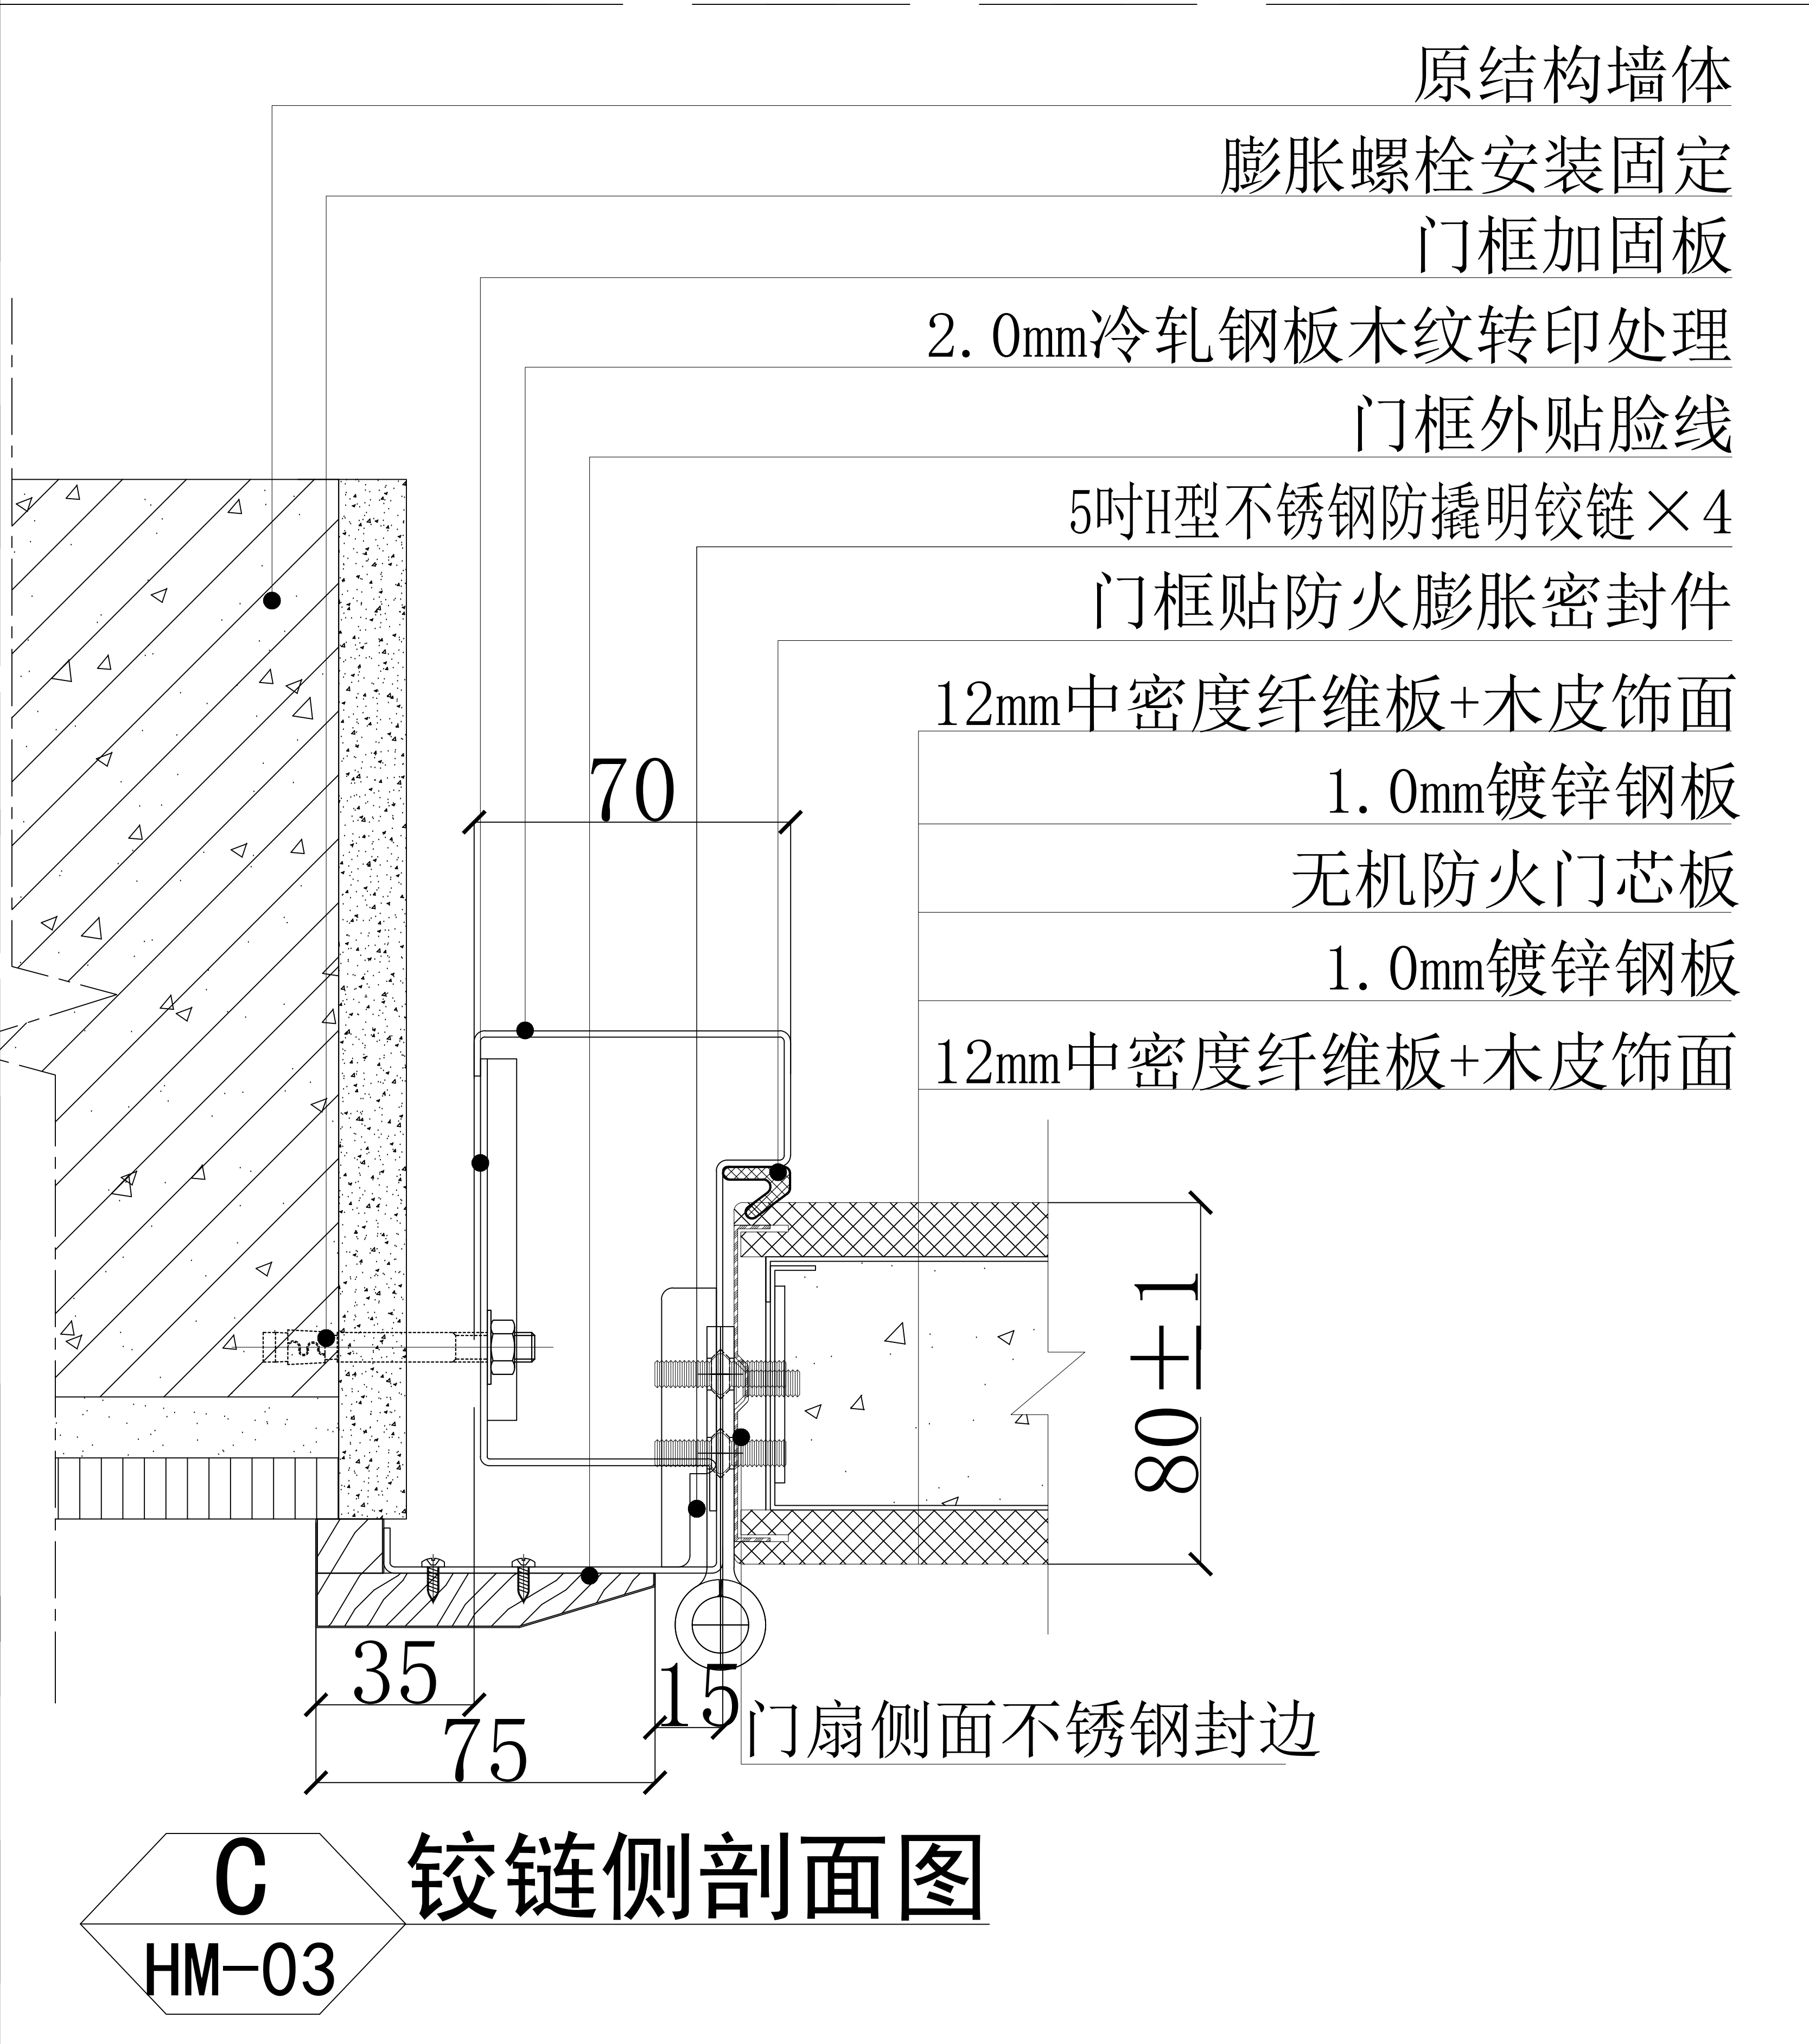 原结构墙体
膨胀螺栓安装固定
门框加固板
2.0mm冷轧钢板木纹转印处理
门框外贴脸线
5吋H型不锈钢防撬明铰链×4
门框贴防火膨胀密封件
12mm中密度纤维板+木皮饰面
70
1.0mm镀锌钢板
无机防火门芯板
1.0mm镀锌钢板
12mm中密度纤维板+木皮饰面
80±1
35
15
75
门扇侧面不锈钢封边
C
铰链侧剖面图
HM-03